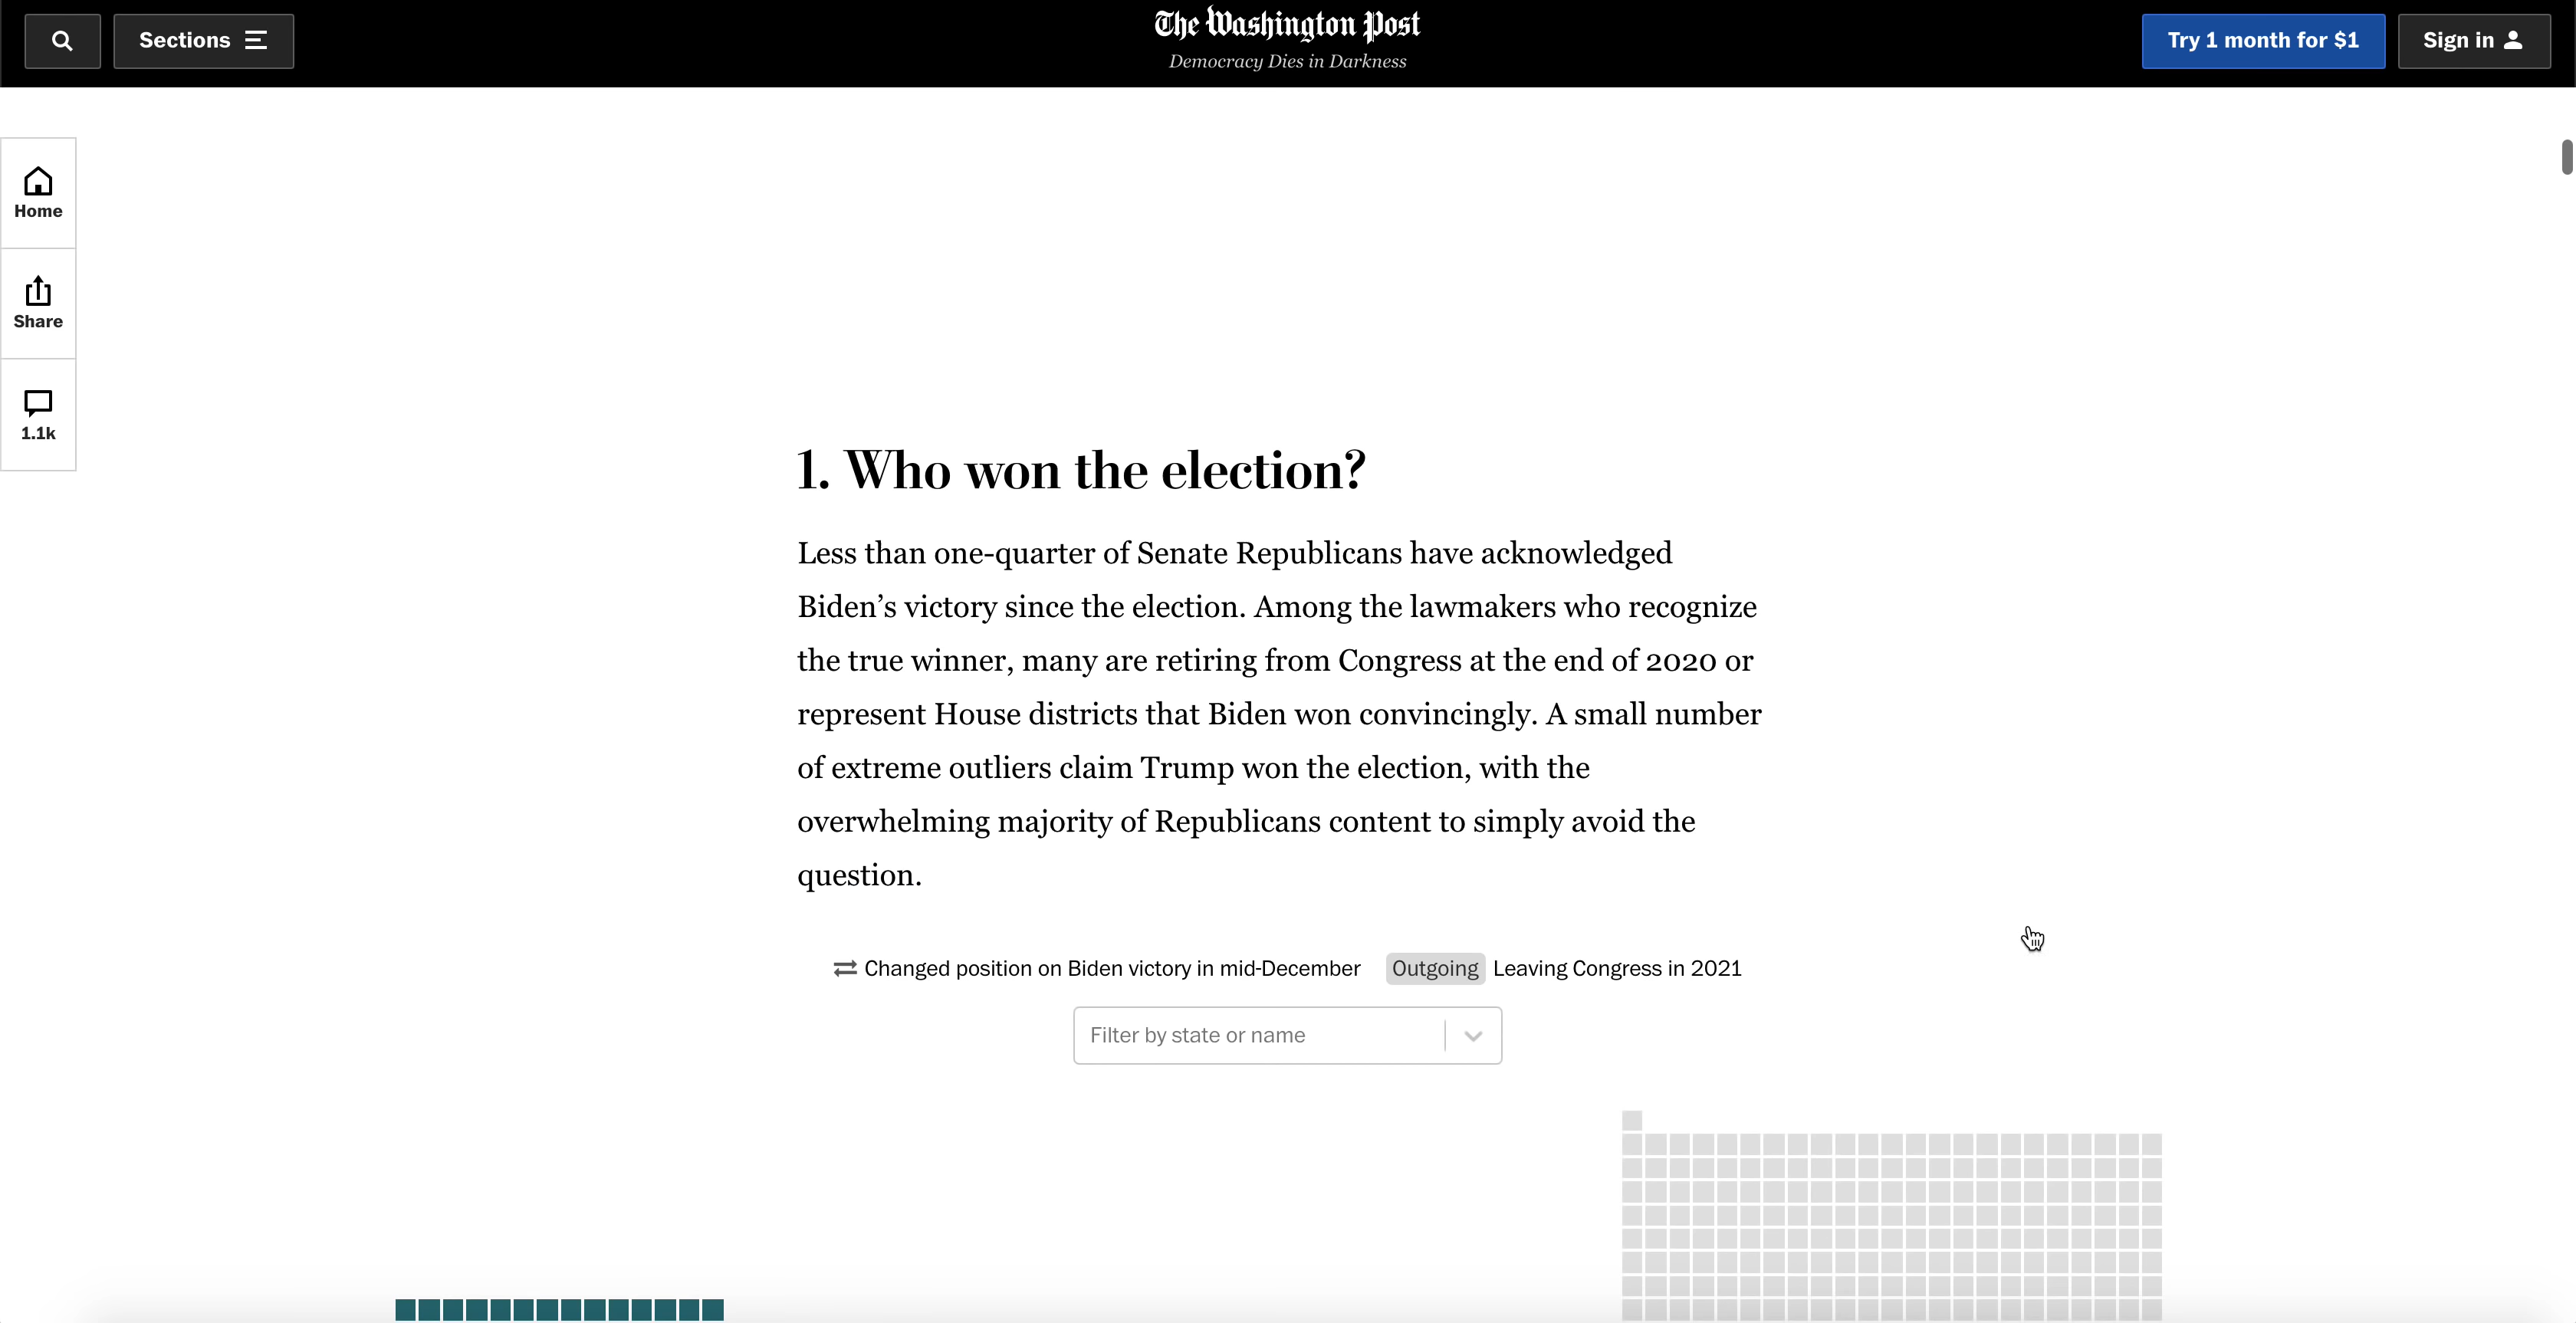 Sections
The Washington Post
Democracy Dies in Darkness
Try 1 month for $1
Sign in
Home
Share
1.1k
1. Who won the election?
Less than one-quarter of Senate Republicans have acknowledged
Biden’s victory since the election. Among the lawmakers who recognize
the true winner, many are retiring from Congress at the end of 2020 or
represent House districts that Biden won convincingly. A small number
of extreme outliers claim Trump won the election, with the
overwhelming majority of Republicans content to simply avoid the
question.
Changed position on Biden victory in mid-December Outgoing Leaving Congress in 2021
Filter by state or name